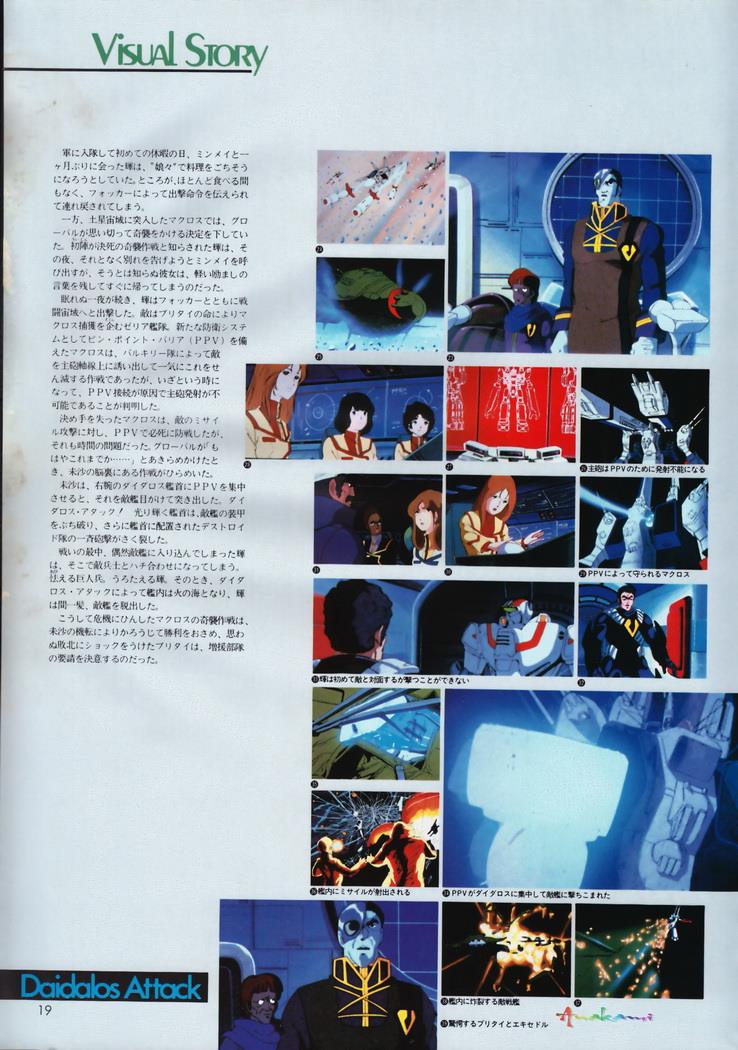 VISUAL STORY
軍に入隊して初めての休暇の日、ミンメイと一
ヶ月ぶりに会った輝は、“娘々”で料理をごちそう
になろうとしていた。ところが、ほとんど食べる間
もなく、フォッカーによって出撃命令を伝えられ
て連れ戻されてしまう。
一方、土星宙域に突入したマクロスでは、グロ
ーバルが思い切って奇襲をかける決定を下してい
た。初陣が決死の奇襲作戦と知らされた輝は、そ
の夜、それとなく別れを告げようとミンメイを呼
び出すが、そうとは知らぬ彼女は、軽い励ましの
言葉を残してすぐに帰ってしまうのだった。
眠れぬ一夜が続き、輝はフォッカーとともに戦
闘宙域へと出撃した。敵はブリタイの命によりマ
クロス捕獲を企むゼリア艦隊。新たな防衛システ
ムとしてピン・ポイント・バリア(PPV)を備
えたマクロスは、バルキリー隊によって敵
を主砲軸線上に誘い出して一気にこれをせ
ん滅する作戦であったが、いざという時に
なって、PPV接続が原因で主砲発射が不
可能であることが判明した。
決め手を失ったマクロスは、敵のミサイ
ル攻撃に対し、PPVで必死に防戦したが、
それも時間の問題だった。グローバルが「も
はやこれまでか……」とあきらめかけたと
き、未沙の脳裏にある作戦がひらめいた。
未沙は、右腕のダイダロス艦首にPPVを集中
させると、それを敵艦目がけて突き出した。ダイ
ダロス・アタック! 光り輝く艦首は、敵艦の装甲
をぶち破り、さらに艦首に配置されたデストロイ
ド隊の一斉砲撃がさく裂した。
戦いの最中、偶然敵艦に入り込んでしまった輝
は、そこで敵兵士とハチ合わせになってしまう。
怯える巨人兵。うろたえる輝。そのとき、ダイダ
ロス・アタックによって艦内は火の海となり、輝
は間一髪、敵艦を脱出した。
こうして危機にひんしたマクロスの奇襲作戦は、
未沙の機転によりかろうじて勝利をおさめ、思わ
ぬ敗北にショックをうけたブリタイは、増援部隊
の要請を決意するのだった。
主砲はPPVのために発射不能になる
PPVによって守られるマクロス
輝は初めて敵と対面するが撃つことができない
艦内にミサイルが射出される
PPVがダイダロスに集中して敵艦に撃ちこまれた
艦内に炸裂する敵戦艦
驚愕するブリタイとエキセドル
Daidalos Attack
19
Anakami